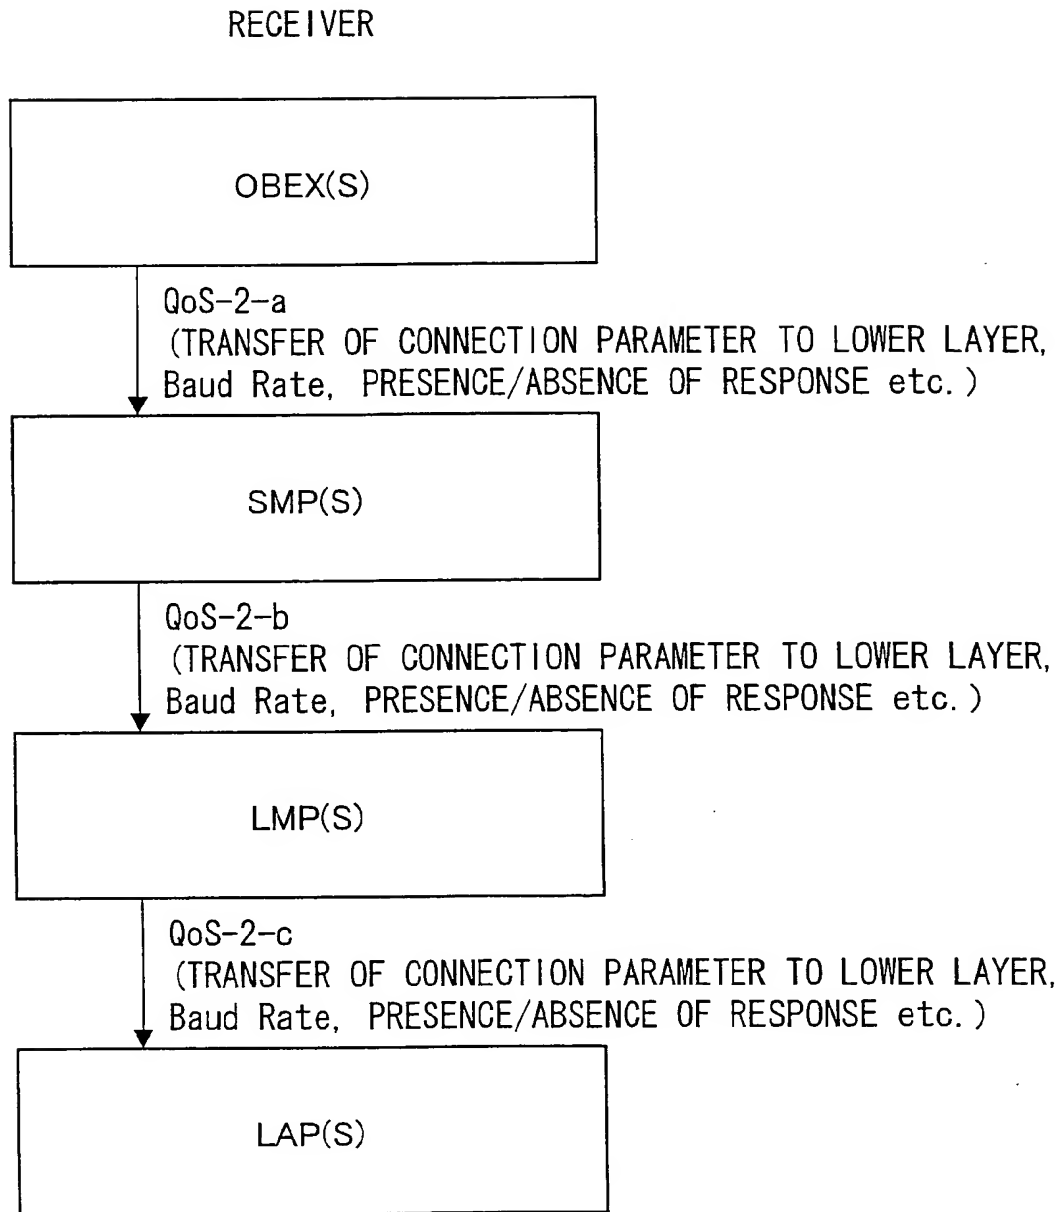 RECEIVER
OBEX(S)
QoS-2-a
(TRANSFER OF CONNECTION PARAMETER TO LOWER LAYER,
Baud Rate, PRESENCE/ABSENCE OF RESPONSE etc.)
SMP(S)
QoS-2-b
(TRANSFER OF CONNECTION PARAMETER TO LOWER LAYER,
Baud Rate, PRESENCE/ABSENCE OF RESPONSE etc.)
LMP(S)
QoS-2-c
(TRANSFER OF CONNECTION PARAMETER TO LOWER LAYER,
Baud Rate, PRESENCE/ABSENCE OF RESPONSE etc.)
LAP(S)